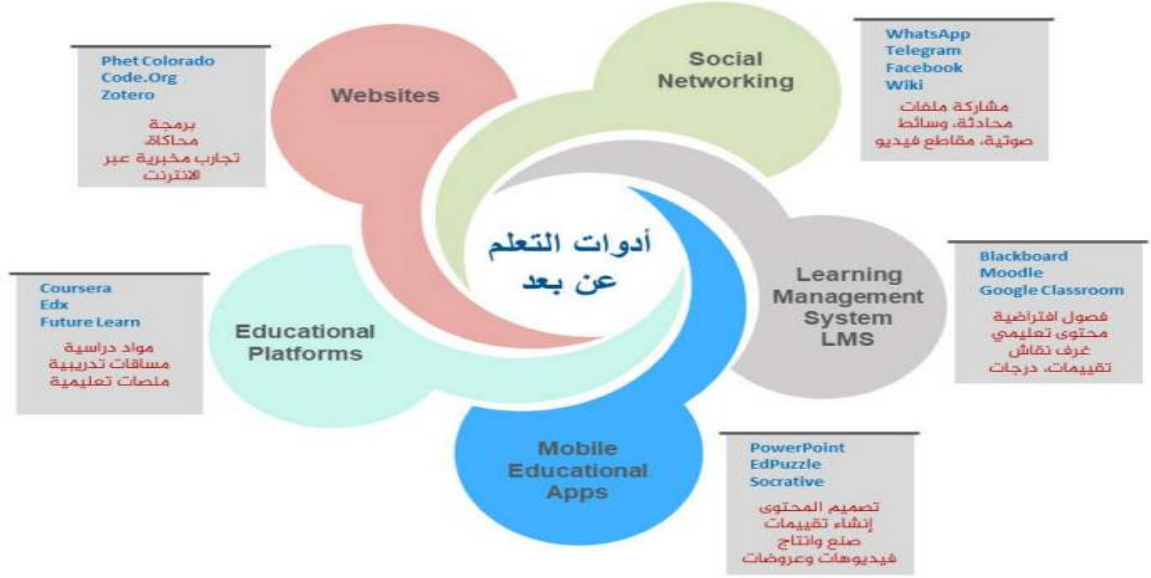 أدوات التعلم
عن بعد
Websites
Phet Colorado
Code.Org
Zotero
برمجة
محاكاة،
تجارب مخبرية عبر
الانترنت
Social
Networking
WhatsApp
Telegram
Facebook
Wiki
مشاركة ملفات
محادثة، وسائط
صوتية، مقاطع فيديو
Learning
Management
System
LMS
Blackboard
Moodle
Google Classroom
فصول افتراضية
محتوى تعليمي
غرف نقاش
تقييمات، درجات
Mobile
Educational
Apps
PowerPoint
EdPuzzle
Socrative
تصميم المحتوى
إنشاء تقييمات
صنع وانتاج
فيديوهات وعروضات
Educational
Platforms
Coursera
Edx
Future Learn
مواد دراسية
مساقات تدريبية
منصات تعليمية